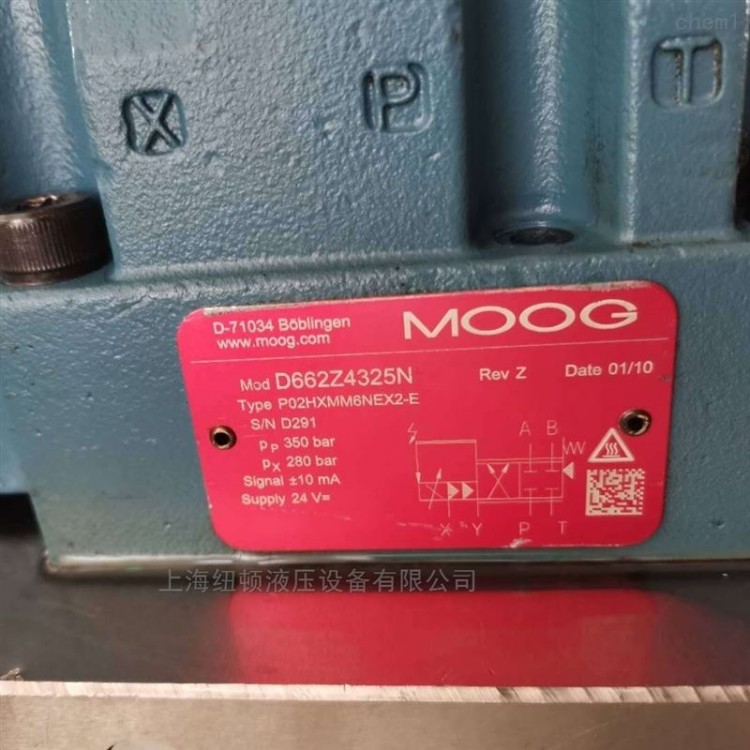 chem1
X P T
D-71034 Böblingen
www.moog.com
MOOG
Mod D662Z4325N
Rev Z
Date 01/10
Type P02HXMM6NEX2-E
S/N D291
pP 350 bar
pX 280 bar
Signal ±10 mA
Supply 24 V=
A B
X Y P T
上海纽顿液压设备有限公司